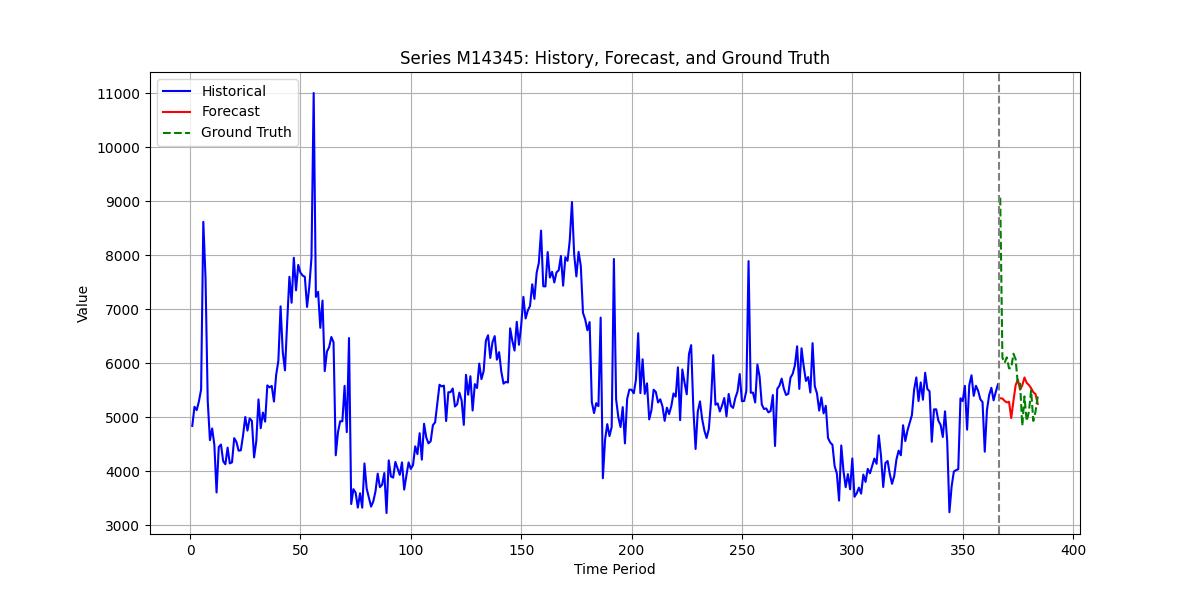 Series M14345: History, Forecast, and Ground Truth
Historical
Forecast
Ground Truth
11000
10000
9000
8000
7000
6000
5000
4000
3000
Value
0 50 100 150 200 250 300 350 400
Time Period